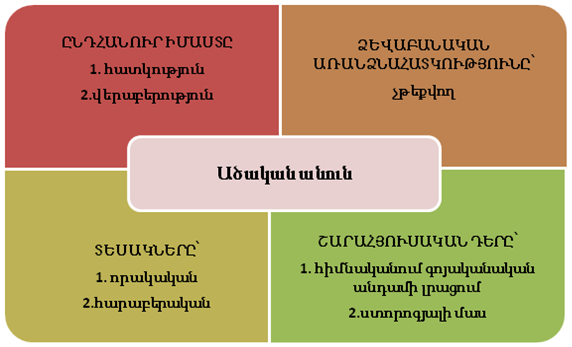 ԸՆԴՀԱՆՈՒՐ ԻՄԱՍՏԸ
1. հատկություն
2.վերաբերություն
ՁԵՎԱԲԱՆԱԿԱՆ
ԱՌԱՆՁՆԱՀԱՏԿՈՒԹՅՈՒՆԸ՝
չթեքվող
Ածական անուն
ՏԵՍԱԿՆԵՐԸ՝
1. որակական
2.հարաբերական
ՇԱՐԱՀՅՈՒՍԱԿԱՆ ԴԵՐԸ՝
1. հիմնականում գոյականական
անդամի լրացում
2.ստորոգյալի մաս